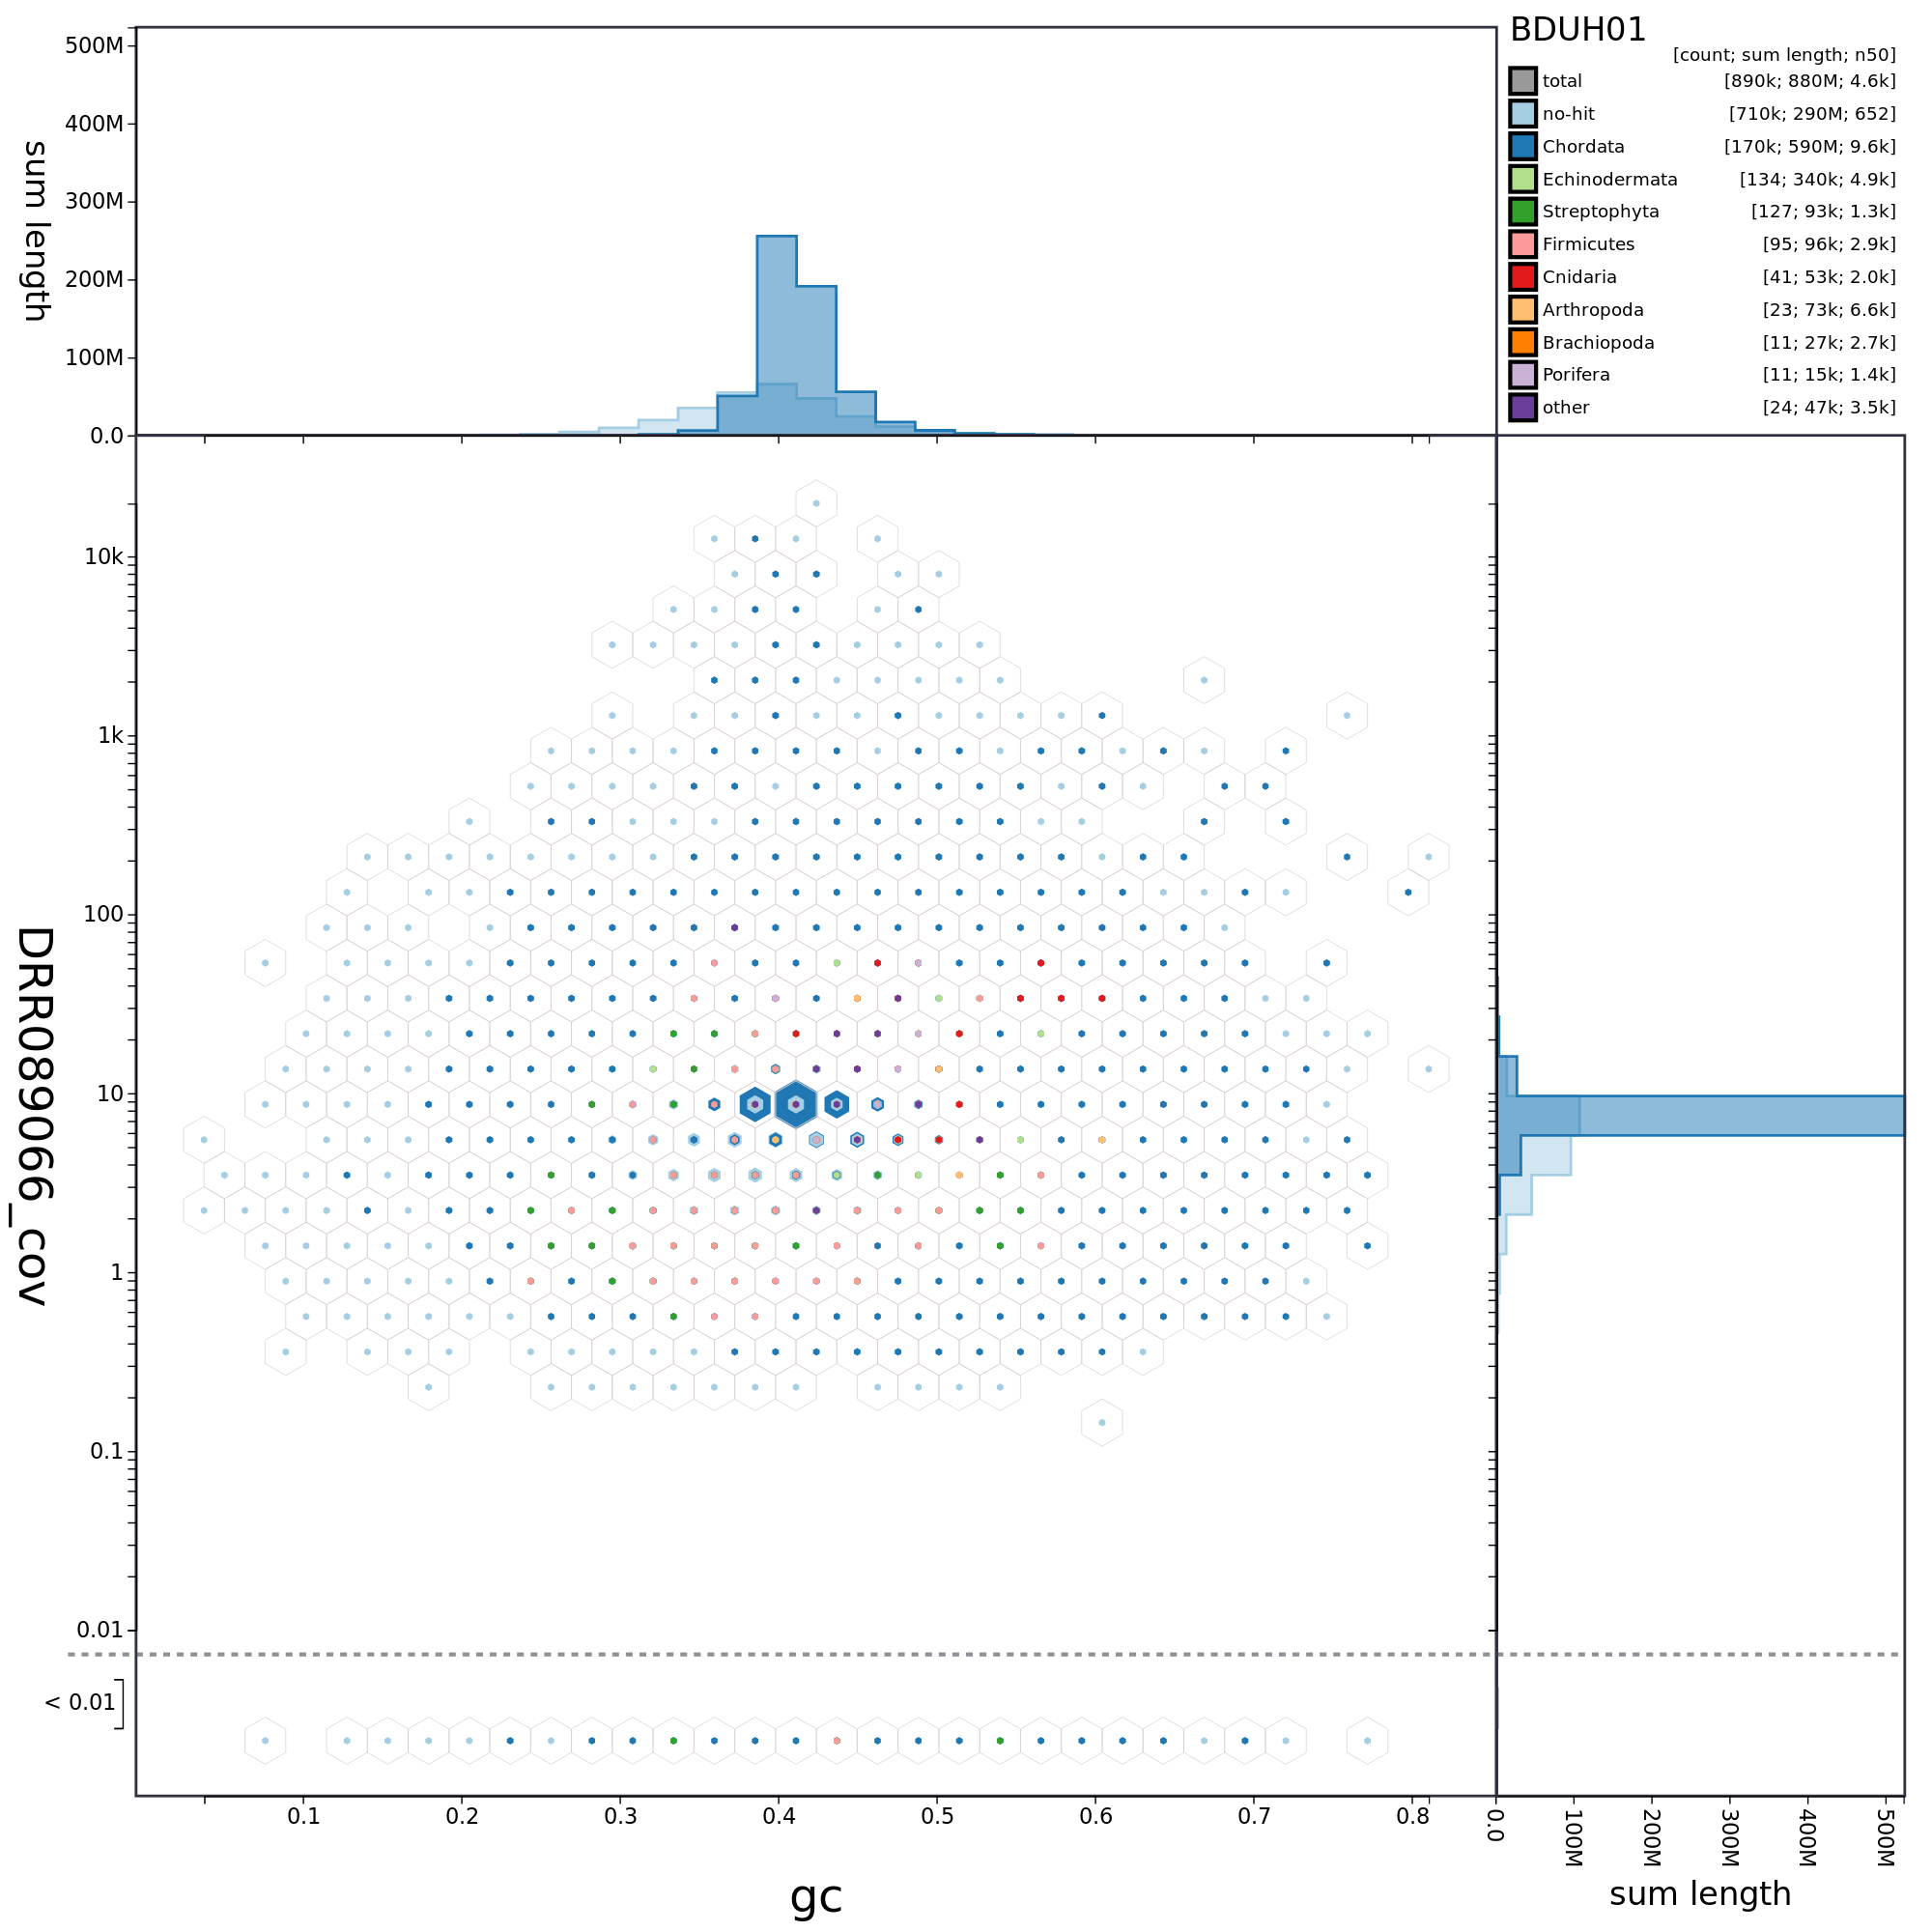 BDUH01
[count; sum length; n50]
total [890k; 880M; 4.6k]
no-hit [710k; 290M; 652]
Chordata [170k; 590M; 9.6k]
Echinodermata [134; 340k; 4.9k]
Streptophyta [127; 93k; 1.3k]
Firmicutes [95; 96k; 2.9k]
Cnidaria [41; 53k; 2.0k]
Arthropoda [23; 73k; 6.6k]
Brachiopoda [11; 27k; 2.7k]
Porifera [11; 15k; 1.4k]
other [24; 47k; 3.5k]
sum length
500M
400M
300M
200M
100M
0.0
DRR089066_cov
10k
1k
100
10
1
0.1
0.01
< 0.01
0.1 0.2 0.3 0.4 0.5 0.6 0.7 0.8
gc
0.0 100M 200M 300M 400M 500M
sum length